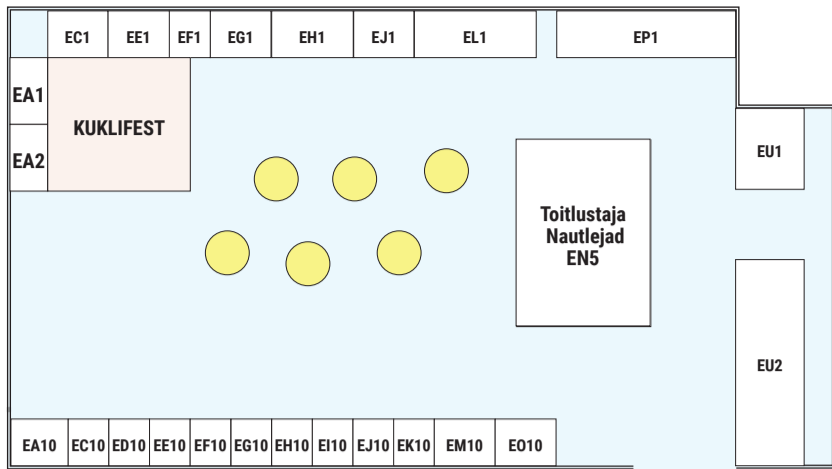 EC1 EE1 EF1 EG1 EH1 EJ1 EL1 EP1
EA1
KUKLIFEST
EA2
EU1
Toitlustaja
Nautlejad
EN5
EU2
EA10 EC10 ED10 EE10 EF10 EG10 EH10 EI10 EJ10 EK10 EM10 EO10